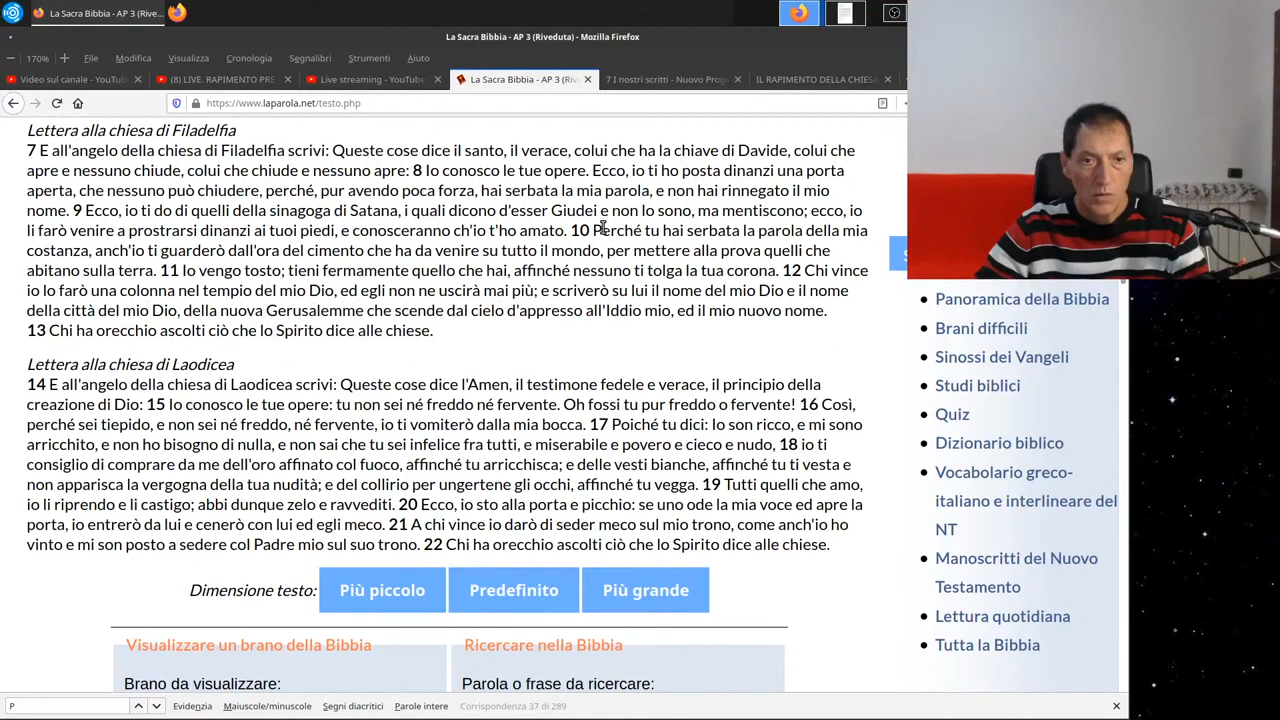 La Sacra Bibbia - AP 3 (Rive...
La Sacra Bibbia - AP 3 (Riveduta) - Mozilla Firefox
170% File Modifica Visualizza Cronologia Segnalibri Strumenti Aiuto
Video sul canale - YouTube
(8) LIVE. RAPIMENTO PRE
Live streaming - YouTube
La Sacra Bibbia - AP 3 (Rive
7 I nostri scritti - Nuovo Prog
IL RAPIMENTO DELLA CHIESA
https://www.laparola.net/testo.php
Lettera alla chiesa di Filadelfia
7 E all'angelo della chiesa di Filadelfia scrivi: Queste cose dice il santo, il verace, colui che ha la chiave di Davide, colui che
apre e nessuno chiude, colui che chiude e nessuno apre: 8 Io conosco le tue opere. Ecco, io ti ho posta dinanzi una porta
aperta, che nessuno può chiudere, perché, pur avendo poca forza, hai serbata la mia parola, e non hai rinnegato il mio
nome. 9 Ecco, io ti do di quelli della sinagoga di Satana, i quali dicono d'esser Giudei e non lo sono, ma mentiscono; ecco, io
li farò venire a prostrarsi dinanzi ai tuoi piedi, e conosceranno ch'io t'ho amato. 10 Perché tu hai serbata la parola della mia
costanza, anch'io ti guarderò dall'ora del cimento che ha da venire su tutto il mondo, per mettere alla prova quelli che
abitano sulla terra. 11 Io vengo tosto; tieni fermamente quello che hai, affinché nessuno ti tolga la tua corona. 12 Chi vince
io lo farò una colonna nel tempio del mio Dio, ed egli non ne uscirà mai più; e scriverò su lui il nome del mio Dio e il nome
della città del mio Dio, della nuova Gerusalemme che scende dal cielo d'appresso all'Iddio mio, ed il mio nuovo nome.
13 Chi ha orecchio ascolti ciò che lo Spirito dice alle chiese.
Lettera alla chiesa di Laodicea
14 E all'angelo della chiesa di Laodicea scrivi: Queste cose dice l'Amen, il testimone fedele e verace, il principio della
creazione di Dio: 15 Io conosco le tue opere: tu non sei né freddo né fervente. Oh fossi tu pur freddo o fervente! 16 Così,
perché sei tiepido, e non sei né freddo, né fervente, io ti vomiterò dalla mia bocca. 17 Poiché tu dici: Io son ricco, e mi sono
arricchito, e non ho bisogno di nulla, e non sai che tu sei infelice fra tutti, e miserabile e povero e cieco e nudo, 18 io ti
consiglio di comprare da me dell'oro affinato col fuoco, affinché tu arricchisca; e delle vesti bianche, affinché tu ti vesta e
non apparisca la vergogna della tua nudità; e del collirio per ungertene gli occhi, affinché tu vegga. 19 Tutti quelli che amo,
io li riprendo e li castigo; abbi dunque zelo e ravvediti. 20 Ecco, io sto alla porta e picchio: se uno ode la mia voce ed apre la
porta, io entrerò da lui e cenerò con lui ed egli meco. 21 A chi vince io darò di seder meco sul mio trono, come anch'io ho
vinto e mi son posto a sedere col Padre mio sul suo trono. 22 Chi ha orecchio ascolti ciò che lo Spirito dice alle chiese.
Dimensione testo: Più piccolo Predefinito Più grande
Visualizzare un brano della Bibbia
Brano da visualizzare:
Ricercare nella Bibbia
Parola o frase da ricercare:
Panoramica della Bibbia
Brani difficili
Sinossi dei Vangeli
Studi biblici
Quiz
Dizionario biblico
Vocabolario greco-
italiano e interlineare del
NT
Manoscritti del Nuovo
Testamento
Lettura quotidiana
Tutta la Bibbia
P Evidenzia Maiuscole/minuscole Segni diacritici Parole intere Corrispondenza 37 di 289